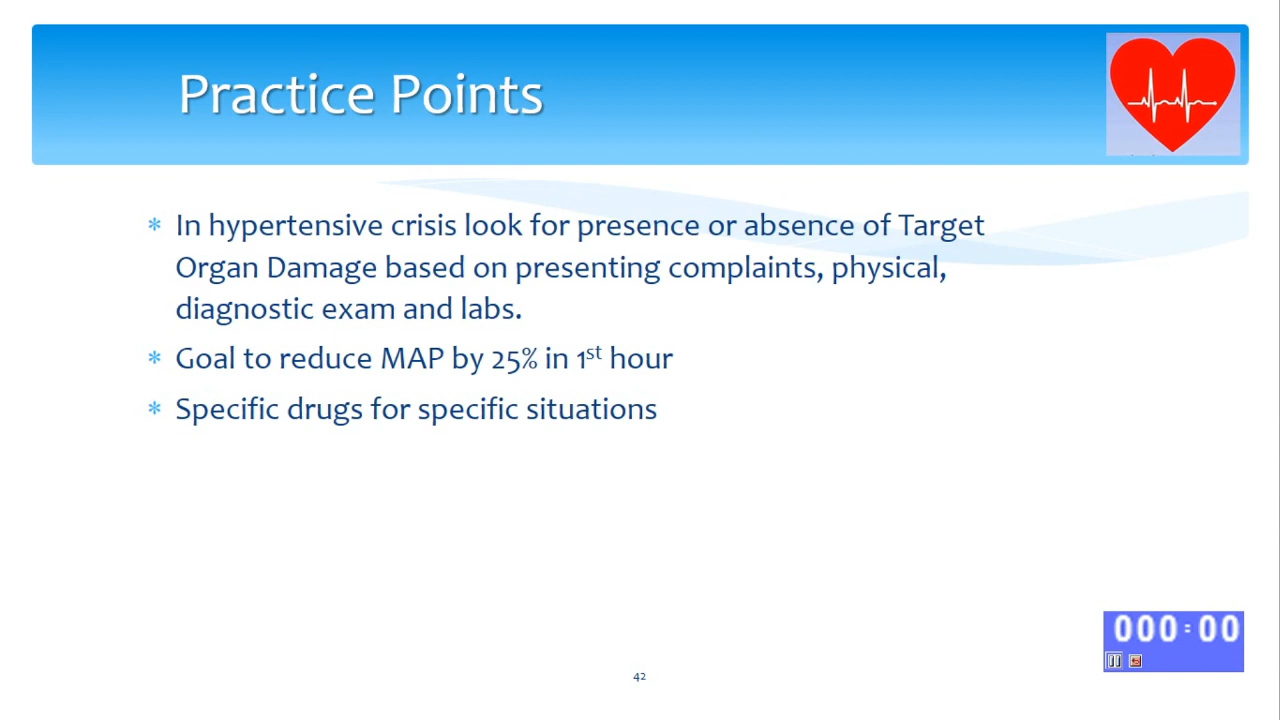 Practice Points
* In hypertensive crisis look for presence or absence of Target
Organ Damage based on presenting complaints, physical,
diagnostic exam and labs.
* Goal to reduce MAP by 25% in 1st hour
* Specific drugs for specific situations
000:00
42